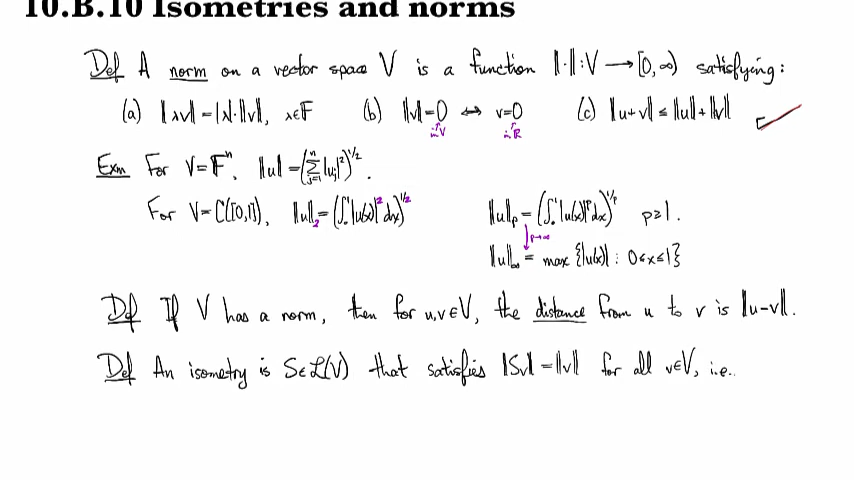 10.B.10 Isometries and norms
Def A norm on a vector space V is a function ‖·‖: V → [0, ∞) satisfying:
(a) ‖λv‖ = |λ|·‖v‖, λ∈F (b) ‖v‖=0 ↔ v=0 (c) ‖u+v‖ ≤ ‖u‖+‖v‖
in V in R
Exm For V=Fⁿ, ‖u‖ = (∑_{j=1}^{n} |u_j|²)^{1/2}.
For V=C([0,1]), ‖u‖₂ = (∫₀¹|u(x)|² dx)^{1/2} ‖u‖_p = (∫₀¹|u(x)|^p dx)^{1/p} p≥1.
↓ p→∞
‖u‖_∞ = max {|u(x)| : 0≤x≤1}
Def If V has a norm, then for u,v∈V, the distance from u to v is ‖u−v‖.
Def An isometry is S∈ℒ(V) that satisfies ‖Sv‖ = ‖v‖ for all v∈V, i.e.